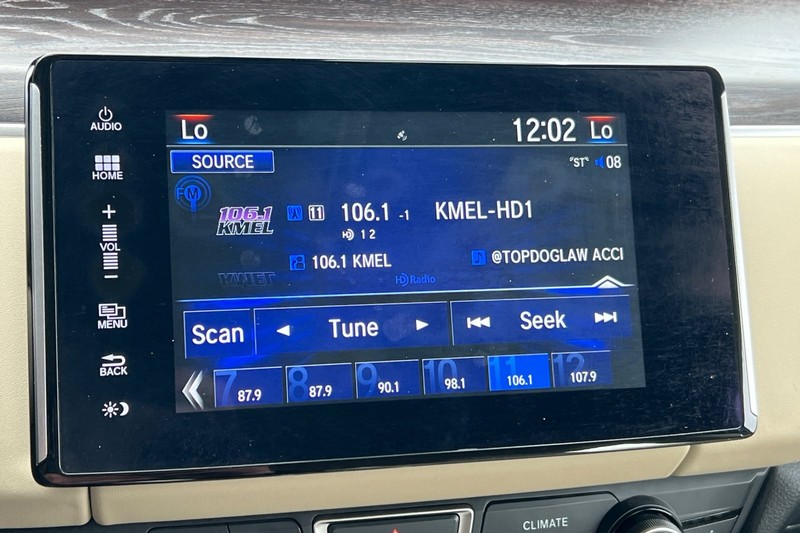 AUDIO
HOME
+
VOL
−
MENU
BACK
Lo 12:02 Lo
SOURCE
"ST" 08
FM
106.1
KMEL
11 106.1 -1 KMEL-HD1
HD 1 2
106.1 KMEL @TOPDOGLAW ACCI
KMEL
HD Radio
Scan Tune Seek
7 8 9 10 11 12
87.9 87.9 90.1 98.1 106.1 107.9
CLIMATE